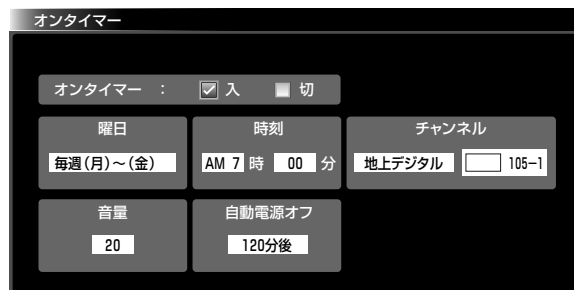 オンタイマー
オンタイマー : 入 切
曜日 時刻 チャンネル
毎週(月)~(金) AM 7 時 00 分 地上デジタル 105-1
音量 自動電源オフ
20 120分後